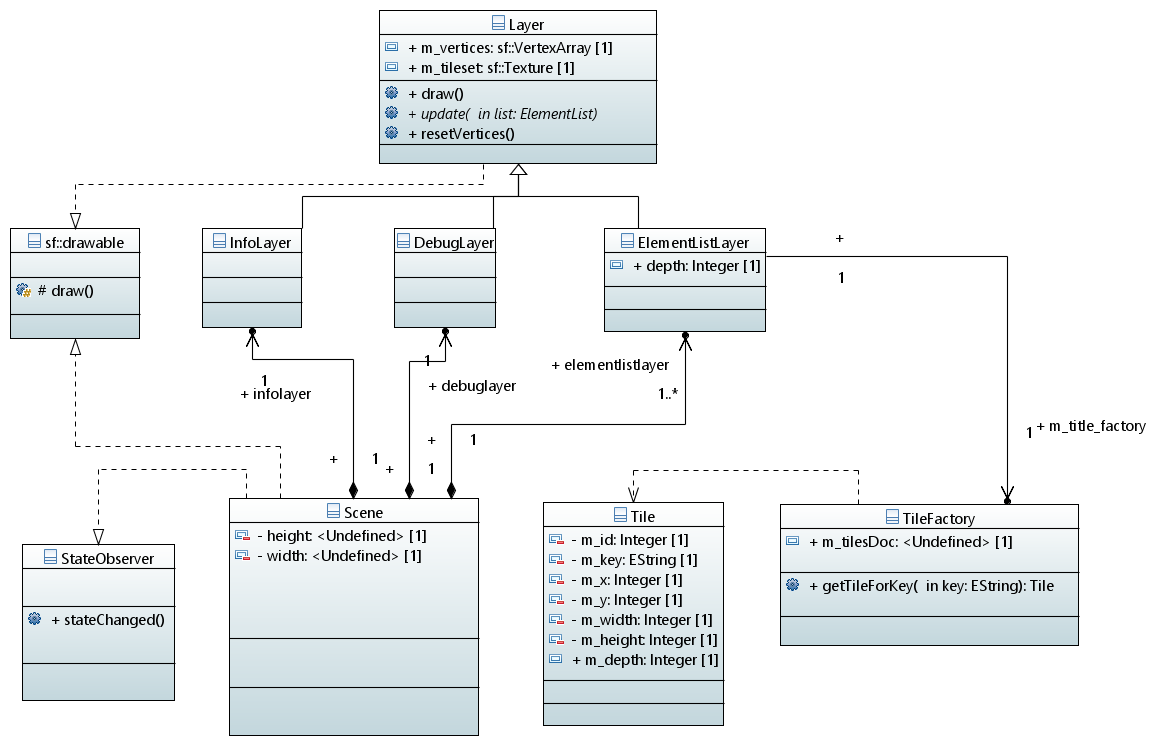 Layer
+ m_vertices: sf::VertexArray [1]
+ m_tileset: sf::Texture [1]
+ draw()
+ update(  in list: ElementList)
+ resetVertices()
sf::drawable
# draw()
InfoLayer
DebugLayer
ElementListLayer
+ depth: Integer [1]
+
1
1
+ infolayer
1
+ debuglayer
+ elementlistlayer
1..*
1
+ m_title_factory
+
1
+
+
1
1
StateObserver
+ stateChanged()
Scene
- height: <Undefined> [1]
- width: <Undefined> [1]
Tile
- m_id: Integer [1]
- m_key: EString [1]
- m_x: Integer [1]
- m_y: Integer [1]
- m_width: Integer [1]
- m_height: Integer [1]
+ m_depth: Integer [1]
TileFactory
+ m_tilesDoc: <Undefined> [1]
+ getTileForKey(  in key: EString): Tile